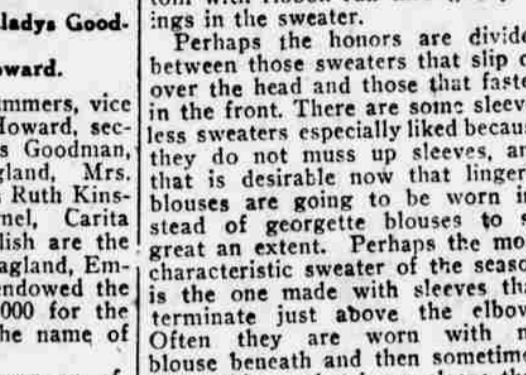 ladys Good-
oward.
mmers, vice
Howard, sec-
s Goodman,
gland, Mrs.
Ruth Kins-
mel, Carita
lish are the
agland, Em-
endowed the
000 for the
he name of
ings in the sweater.
Perhaps the honors are divide
between those sweaters that slip o
over the head and those that faste
in the front. There are some sleev
less sweaters especially liked becau
they do not muss up sleeves, an
that is desirable now that linger
blouses are going to be worn in
stead of georgette blouses to
great an extent. Perhaps the mo
characteristic sweater of the seaso
is the one made with sleeves tha
terminate just above the elbow
Often they are worn with n
blouse beneath and then sometime